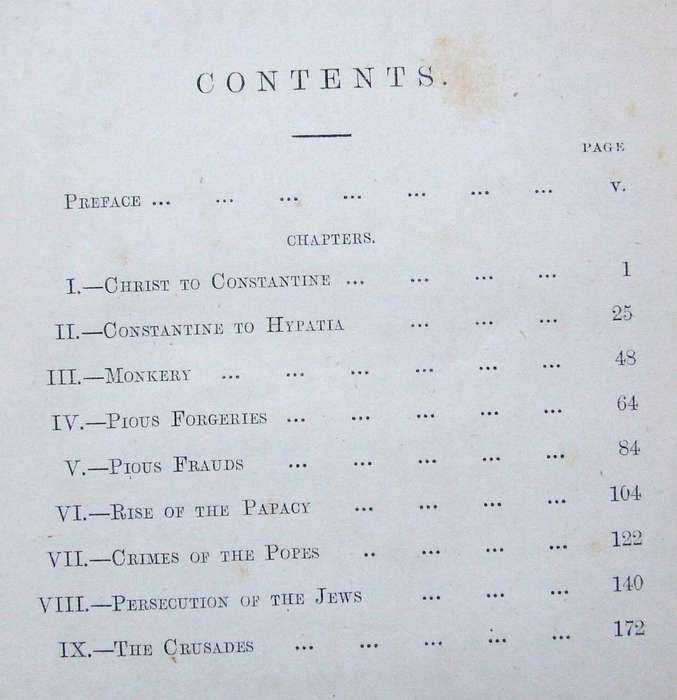 CONTENTS.
PAGE
PREFACE ... ... ... ... ... ... ... V.
CHAPTERS.
I.—CHRIST TO CONSTANTINE ... ... ... ... 1
II.—CONSTANTINE TO HYPATIA ... ... ... 25
III.—MONKERY ... ... ... ... ... ... 48
IV.—PIOUS FORGERIES ... ... ... ... ... 64
V.—PIOUS FRAUDS ... ... ... ... ... 84
VI.—RISE OF THE PAPACY ... ... ... ... 104
VII.—CRIMES OF THE POPES .. ... ... ... 122
VIII.—PERSECUTION OF THE JEWS ... ... ... 140
IX.—THE CRUSADES ... ... ... ... ... 172